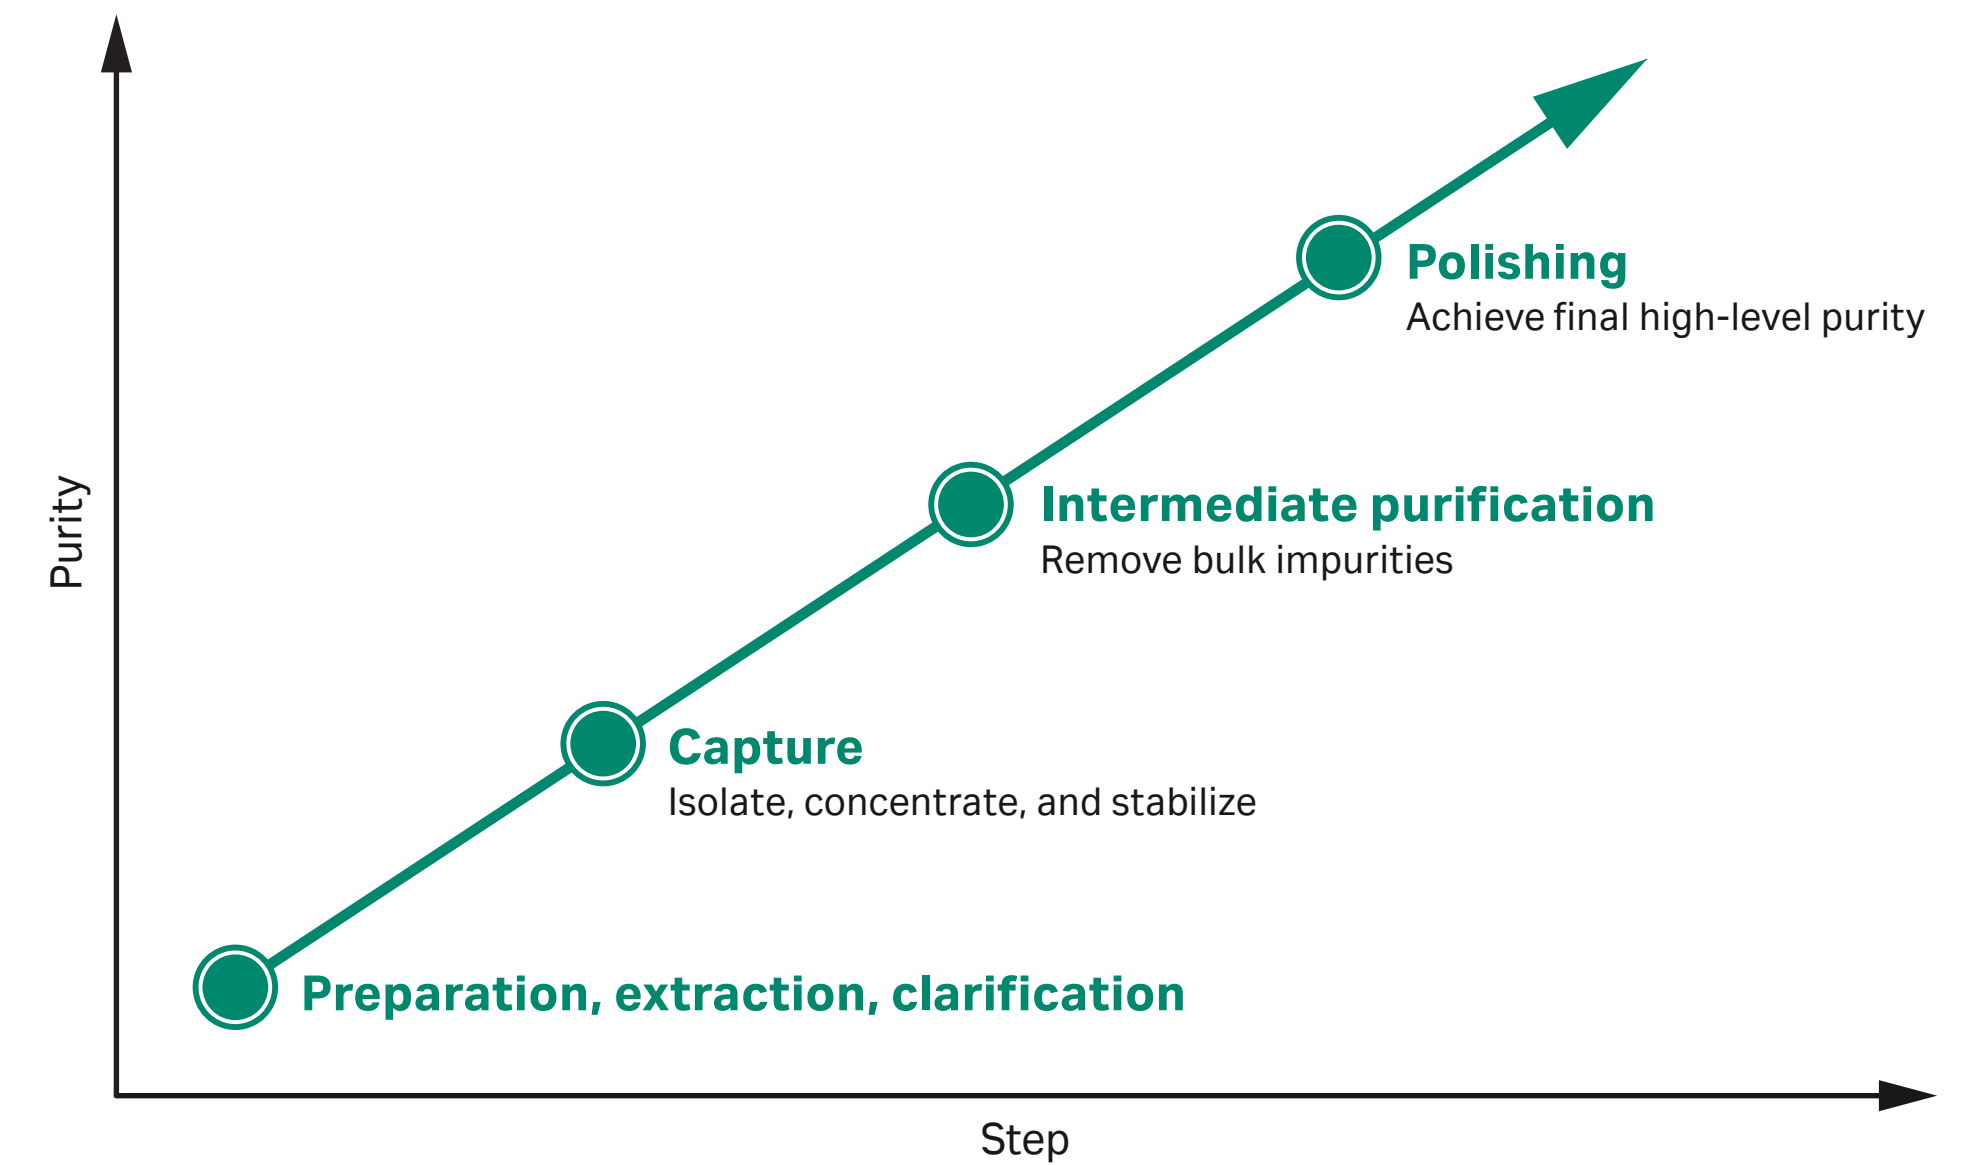 Polishing
Achieve final high-level purity
Intermediate purification
Remove bulk impurities
Purity
Capture
Isolate, concentrate, and stabilize
Preparation, extraction, clarification
Step